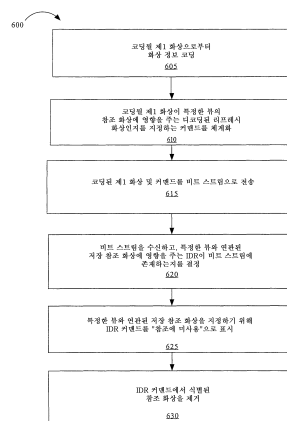 600
코딩될 제1 화상으로부터
화상 정보 코딩
605
코딩될 제1 화상이 특정한 뷰의
참조 화상에 영향을 주는 디코딩된 리프레시
화상인지를 지정하는 커맨드를 체계화
610
코딩된 제1 화상 및 커맨드를 비트 스트림으로 전송
615
비트 스트림을 수신하고, 특정한 뷰와 연관된
저장 참조 화상에 영향을 주는 IDR이 비트 스트림에
존재하는지를 결정
620
특정한 뷰와 연관된 저장 참조 화상을 지정하기 위해
IDR 커맨드를 "참조에 미사용"으로 표시
625
IDR 커맨드에서 식별된
참조 화상을 제거
630